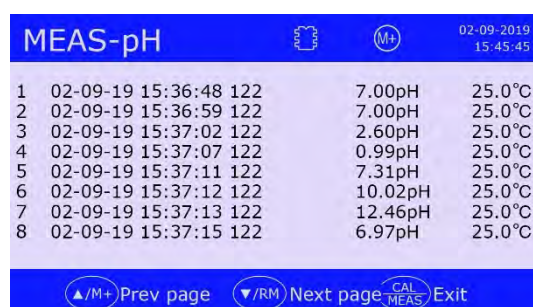 MEAS-pH M+ 02-09-2019
15:45:45
1 02-09-19 15:36:48 122 7.00pH 25.0°C
2 02-09-19 15:36:59 122 7.00pH 25.0°C
3 02-09-19 15:37:02 122 2.60pH 25.0°C
4 02-09-19 15:37:07 122 0.99pH 25.0°C
5 02-09-19 15:37:11 122 7.31pH 25.0°C
6 02-09-19 15:37:12 122 10.02pH 25.0°C
7 02-09-19 15:37:13 122 12.46pH 25.0°C
8 02-09-19 15:37:15 122 6.97pH 25.0°C
▲/M+ Prev page ▼/RM Next page CAL MEAS Exit